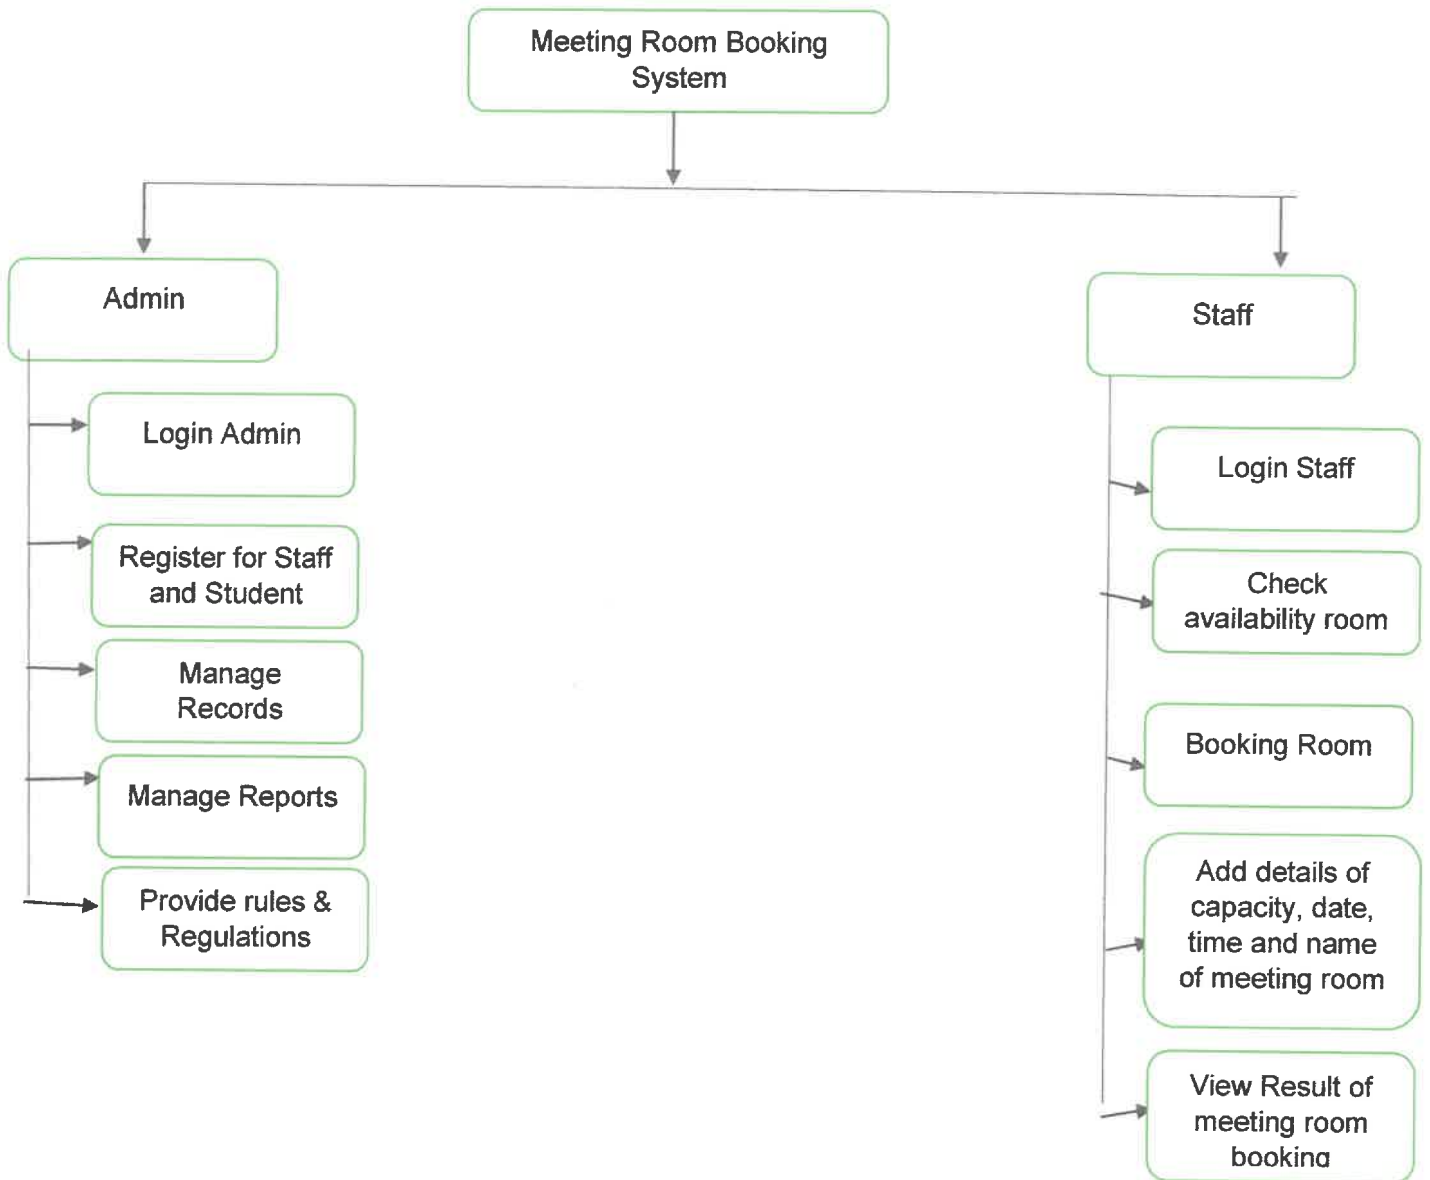 Meeting Room Booking
System
Admin
Login Admin
Register for Staff
and Student
Manage
Records
Manage Reports
Provide rules &
Regulations
Staff
Login Staff
Check
availability room
Booking Room
Add details of
capacity, date,
time and name
of meeting room
View Result of
meeting room
booking